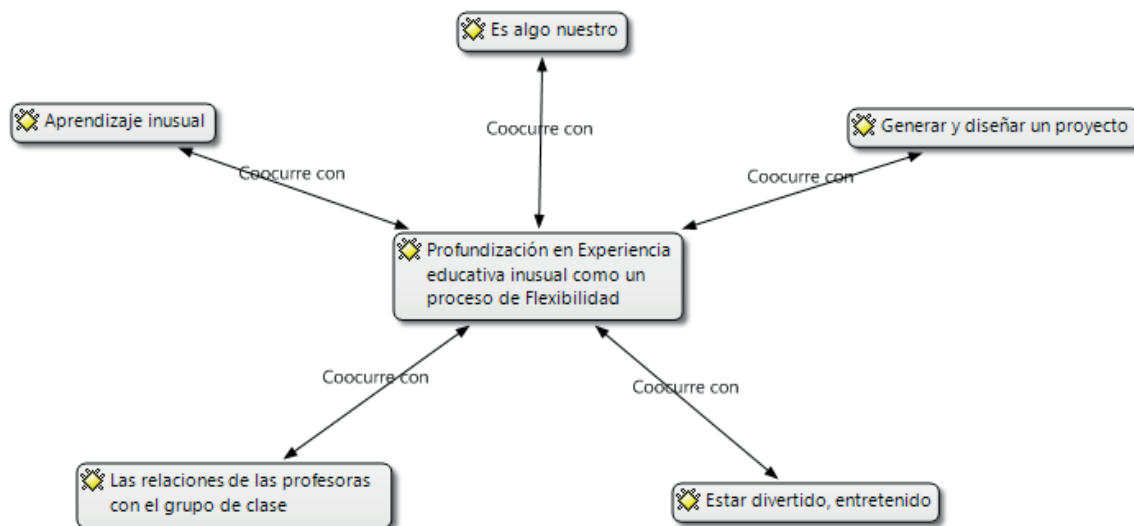 Es algo nuestro
Aprendizaje inusual
Coocurre con
Generar y diseñar un proyecto
Coocurre con
Coocurre con
Profundización en Experiencia
educativa inusual como un
proceso de Flexibilidad
Coocurre con
Coocurre con
Las relaciones de las profesoras
con el grupo de clase
Estar divertido, entretenido